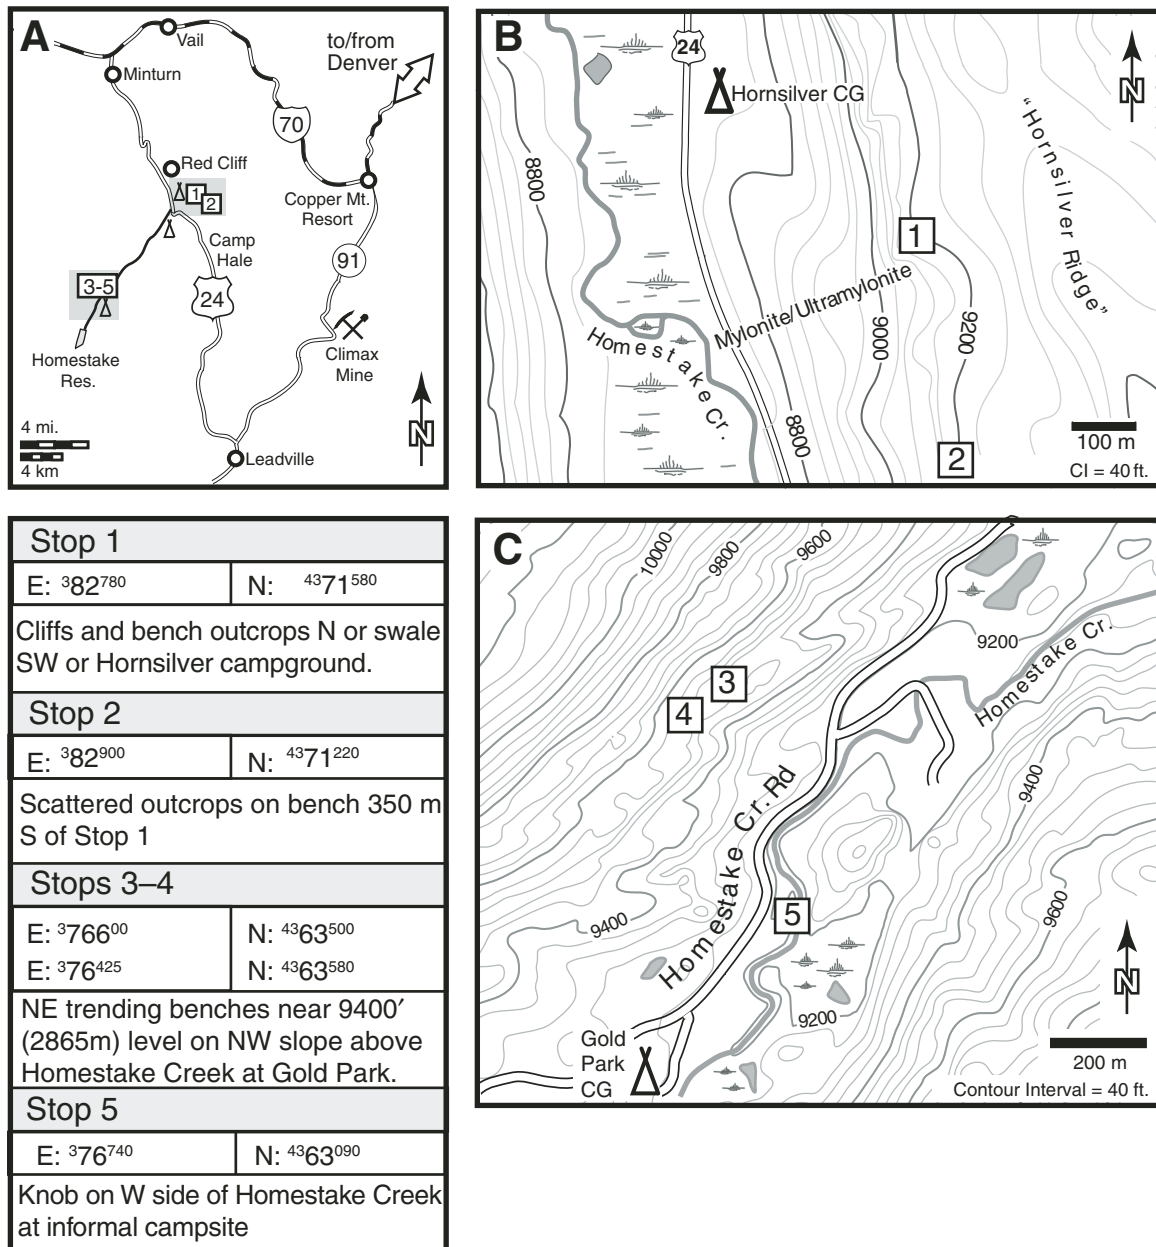 A
Vail
to/from
Denver
Minturn
70
Red Cliff
1
2
Copper Mt.
Resort
Camp
Hale
91
3-5
24
Homestake
Res.
Climax
Mine
4 mi.
4 km
N
Leadville
B
24
Hornsilver CG
N
8800
"Hornsilver Ridge"
1
Mylonite/Ultramylonite
Homestake Cr.
9000
9200
8800
2
100 m
CI = 40 ft.
Stop 1
E: ³82⁷⁸⁰ N: ⁴³71⁵⁸⁰
Cliffs and bench outcrops N or swale
SW or Hornsilver campground.
Stop 2
E: ³82⁹⁰⁰ N: ⁴³71²²⁰
Scattered outcrops on bench 350 m
S of Stop 1
Stops 3–4
E: ³766⁰⁰ N: ⁴³63⁵⁰⁰
E: ³76⁴²⁵ N: ⁴³63⁵⁸⁰
NE trending benches near 9400′
(2865m) level on NW slope above
Homestake Creek at Gold Park.
Stop 5
E: ³76⁷⁴⁰ N: ⁴³63⁰⁹⁰
Knob on W side of Homestake Creek
at informal campsite
C
10000
9800
9600
9200
Homestake Cr.
3
4
Homestake Cr. Rd
9400
9400
5
9600
9200
Gold
Park
CG
N
200 m
Contour Interval = 40 ft.